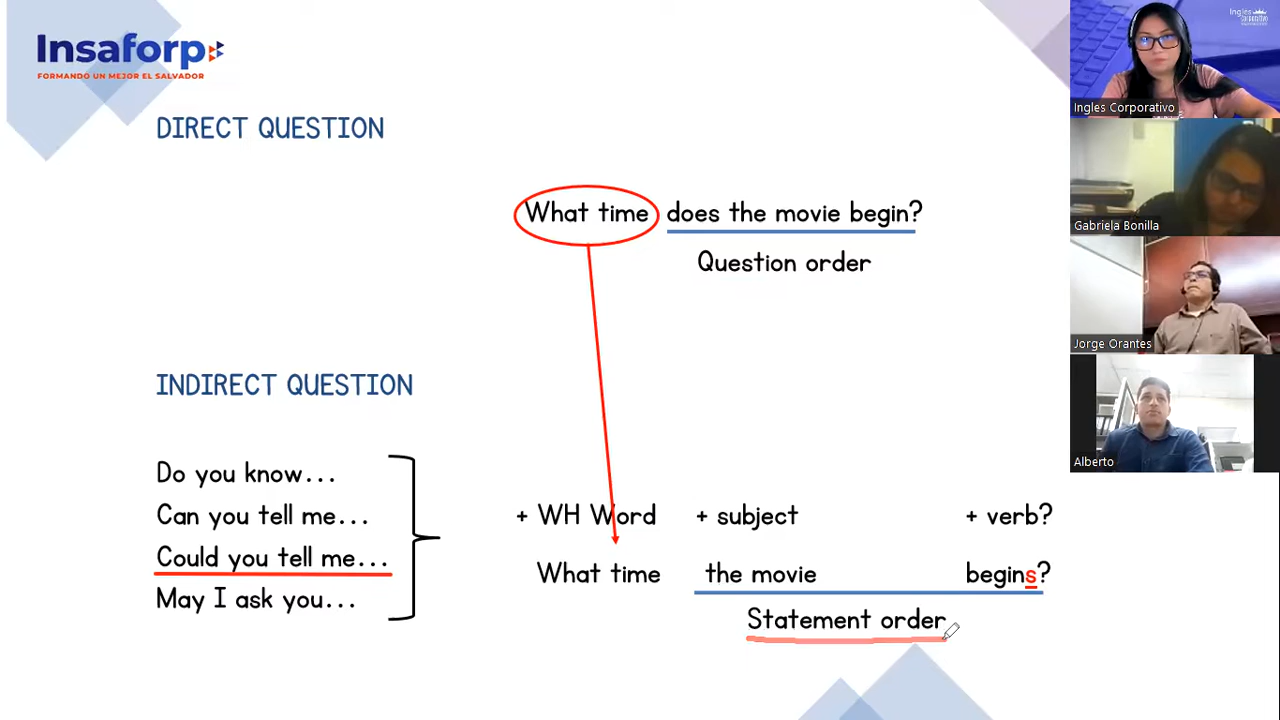 Insaforp
FORMANDO UN MEJOR EL SALVADOR
DIRECT QUESTION
What time does the movie begin?
Question order
INDIRECT QUESTION
Do you know...
Can you tell me...
Could you tell me...
May I ask you...
+ WH Word + subject + verb?
What time the movie begins?
Statement order
Ingles Corporativo
Ingles Corporativo
Gabriela Bonilla
Jorge Orantes
Alberto